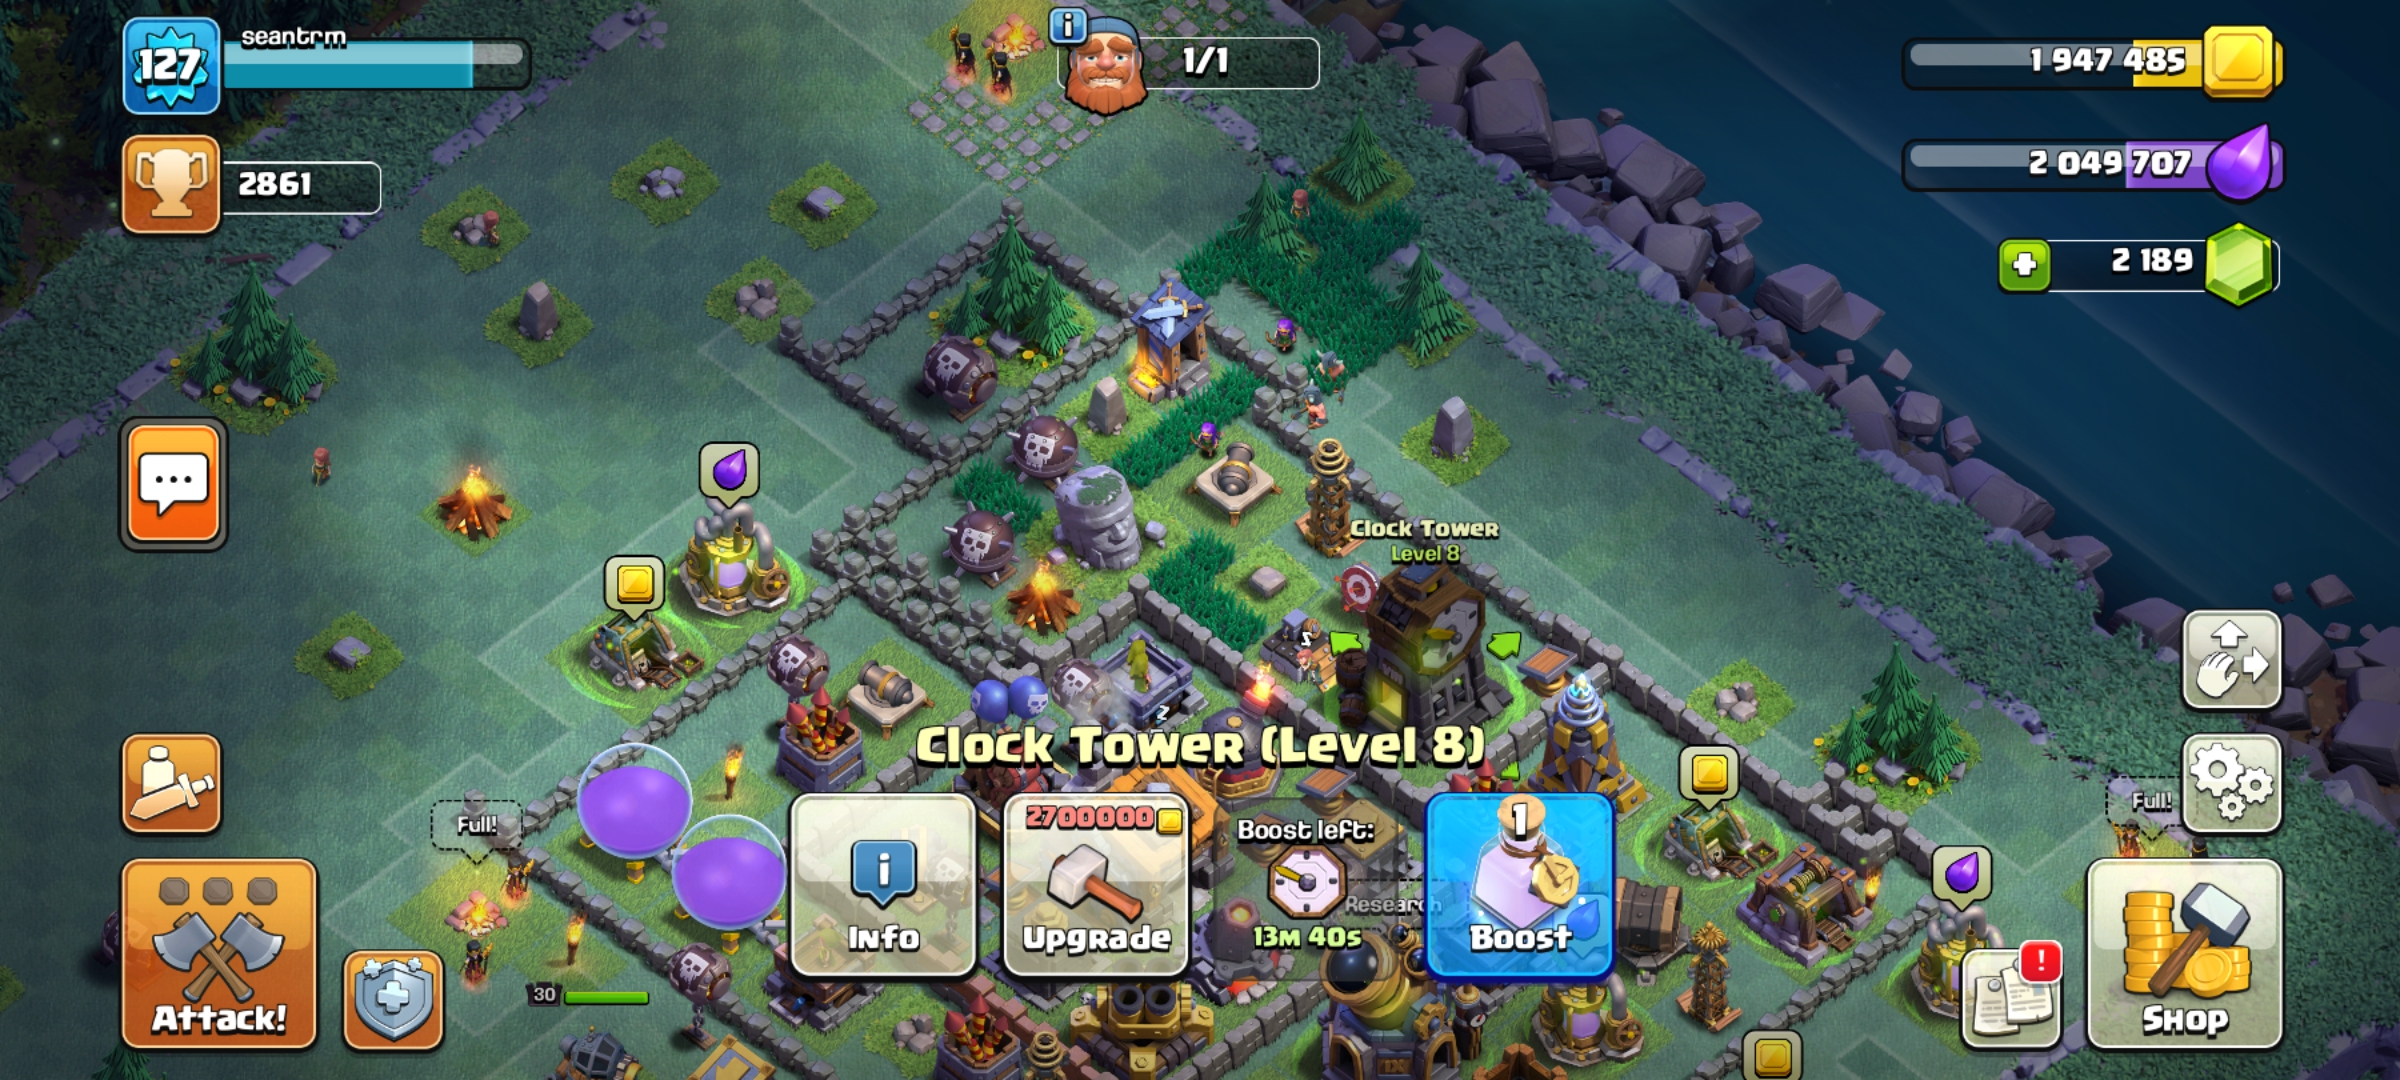 seantrm
127
1/1
1 947 485
2861
2 049 707
2 189
Clock Tower
Level 8
Clock Tower (Level 8)
Full!
Full!
2700000
Boost left:
1
Research
Info
Upgrade
13m 40s
Boost
30
Attack!
Shop